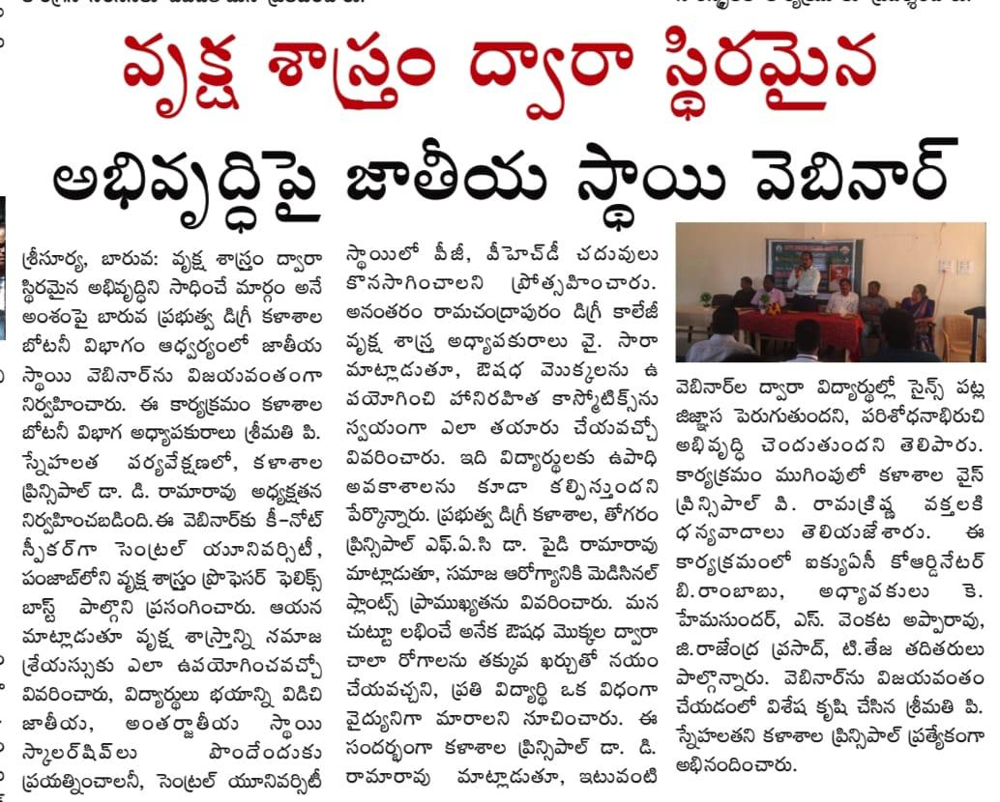 వృక్ష శాస్త్రం ద్వారా స్థిరమైన
అభివృద్ధిపై జాతీయ స్థాయి వెబినార్
శ్రీసూర్య, బారువ: వృక్ష శాస్త్రం ద్వారా
స్థిరమైన అభివృద్ధిని సాధించే మార్గం అనే
అంశంపై బారువ ప్రభుత్వ డిగ్రీ కళాశాల
బోటనీ విభాగం ఆధ్వర్యంలో జాతీయ
స్థాయి వెబినార్‌ను విజయవంతంగా
నిర్వహించారు. ఈ కార్యక్రమం కళాశాల
బోటనీ విభాగ అధ్యాపకురాలు శ్రీమతి పి.
స్నేహలత వర్యవేక్షణలో, కళాశాల
ప్రిన్సిపాల్ డా. డి. రామారావు అధ్యక్షతన
నిర్వహించబడింది.ఈ వెబినార్‌కు కీ-నోట్
స్పీకర్‌గా సెంట్రల్ యూనివర్సిటీ,
పంజాబ్‌లోని వృక్ష శాస్త్రం ప్రొఫెసర్ ఫెలిక్స్
బాస్ట్ పాల్గొని ప్రసంగించారు. ఆయన
మాట్లాడుతూ వృక్ష శాస్త్రాన్ని నమాజ
శ్రేయస్సుకు ఎలా ఉపయోగించవచ్చో
వివరించారు, విద్యార్థులు భయాన్ని విడిచి
జాతీయ, అంతర్జాతీయ స్థాయి
స్కాలర్‌షిప్‌లు పొందేందుకు
ప్రయత్నించాలనీ, సెంట్రల్ యూనివర్సిటీ
స్థాయిలో పీజీ, పీహెచ్‌డీ చదువులు
కొనసాగించాలని ప్రోత్సహించారు.
అనంతరం రామచంద్రాపురం డిగ్రీ కాలేజీ
వృక్ష శాస్త్ర అధ్యాపకురాలు వై. సారా
మాట్లాడుతూ, ఔషధ మొక్కలను ఉ
వయోగించి హానిరహిత కాస్మోటిక్స్‌ను
స్వయంగా ఎలా తయారు చేయవచ్చో
వివరించారు. ఇది విద్యార్థులకు ఉపాధి
అవకాశాలను కూడా కల్పిస్తుందని
పేర్కొన్నారు. ప్రభుత్వ డిగ్రీ కళాశాల, తోగరం
ప్రిన్సిపాల్ ఎఫ్.ఏ.సి డా. పైడి రామారావు
మాట్లాడుతూ, సమాజ ఆరోగ్యానికి మెడిసినల్
ప్లాంట్స్ ప్రాముఖ్యతను వివరించారు. మన
చుట్టూ లభించే అనేక ఔషధ మొక్కల ద్వారా
చాలా రోగాలను తక్కువ ఖర్చుతో నయం
చేయవచ్చని, ప్రతి విద్యార్థి ఒక విధంగా
వైద్యునిగా మారాలని నూచించారు. ఈ
సందర్భంగా కళాశాల ప్రిన్సిపాల్ డా. డి.
రామారావు మాట్లాడుతూ, ఇటువంటి
వెబినార్‌ల ద్వారా విద్యార్థుల్లో సైన్స్ పట్ల
జిజ్ఞాస పెరుగుతుందని, పరిశోధనాభిరుచి
అభివృద్ధి చెందుతుందని తెలిపారు.
కార్యక్రమం ముగింపులో కళాశాల వైస్
ప్రిన్సిపాల్ వి. రామక్రిష్ణ వక్తలకి
ధన్యవాదాలు తెలియజేశారు. ఈ
కార్యక్రమంలో ఐక్యుఏసీ కోఆర్డినేటర్
బి.రాంబాబు, అధ్యావకులు కె.
హేమసుందర్, ఎస్. వెంకట అప్పారావు,
జి.రాజేంద్ర ప్రసాద్, టి.తేజ తదితరులు
పాల్గొన్నారు. వెబినార్‌ను విజయవంతం
చేయడంలో విశేష కృషి చేసిన శ్రీమతి పి.
స్నేహలతని కళాశాల ప్రిన్సిపాల్ ప్రత్యేకంగా
అభినందించారు.